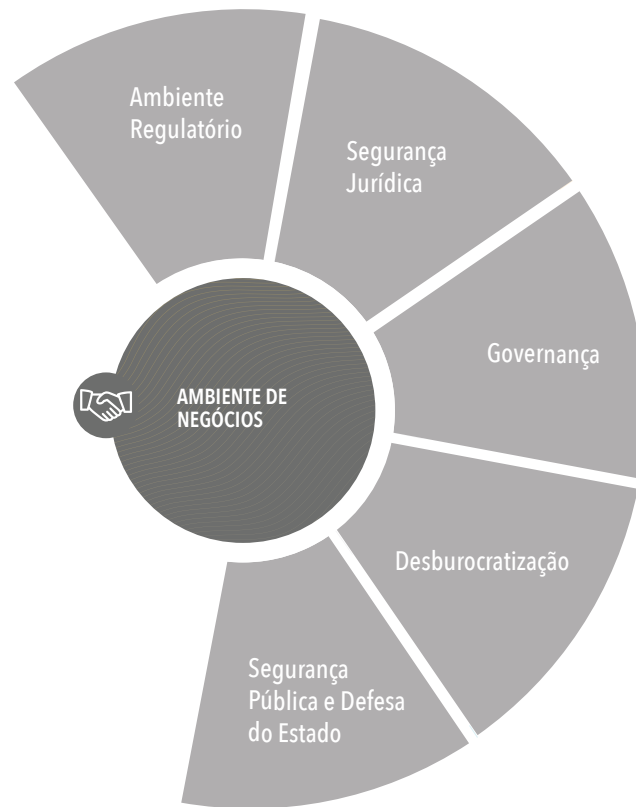 Ambiente
Regulatório
Segurança
Jurídica
Governança
AMBIENTE DE
NEGÓCIOS
Desburocratização
Segurança
Pública e Defesa
do Estado